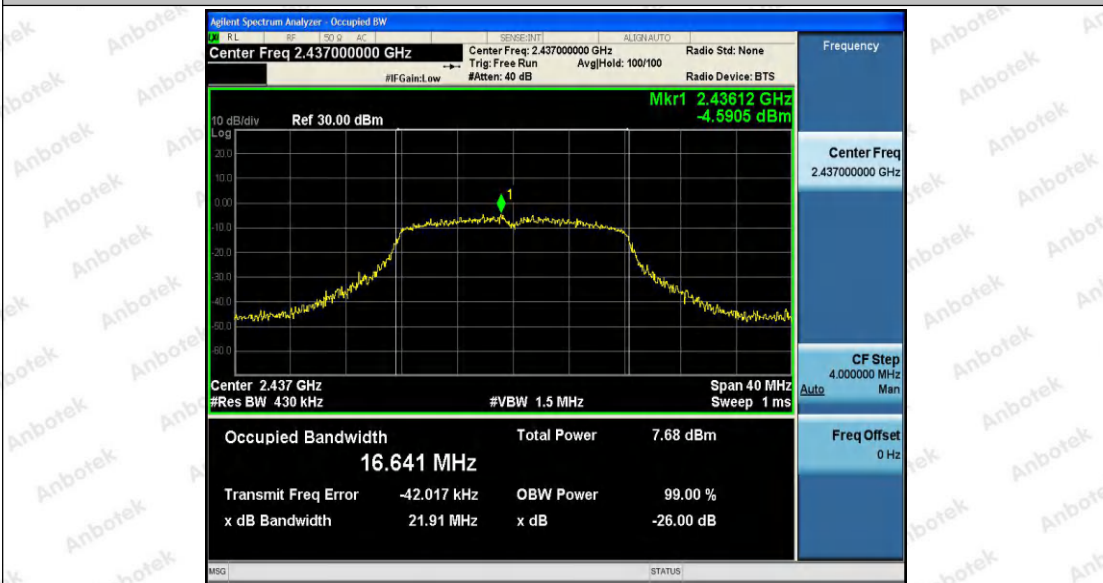 Agilent Spectrum Analyzer - Occupied BW
RL RF 50 Ω AC SENSE:INT ALIGN AUTO
Center Freq 2.437000000 GHz
Center Freq: 2.437000000 GHz
Radio Std: None
Trig: Free Run Avg|Hold: 100/100
#IFGain:Low
#Atten: 40 dB
Radio Device: BTS
Mkr1 2.43612 GHz
-4.5905 dBm
10 dB/div Ref 30.00 dBm
Log
20.0
10.0
1
0.00
-10.0
-20.0
-30.0
-40.0
-50.0
-60.0
Center 2.437 GHz Span 40 MHz
#Res BW 430 kHz #VBW 1.5 MHz Sweep 1 ms
Occupied Bandwidth Total Power 7.68 dBm
16.641 MHz
Transmit Freq Error -42.017 kHz OBW Power 99.00 %
x dB Bandwidth 21.91 MHz x dB -26.00 dB
MSG STATUS
Frequency
Center Freq
2.437000000 GHz
CF Step
4.000000 MHz
Auto Man
Freq Offset
0 Hz
Anbotek